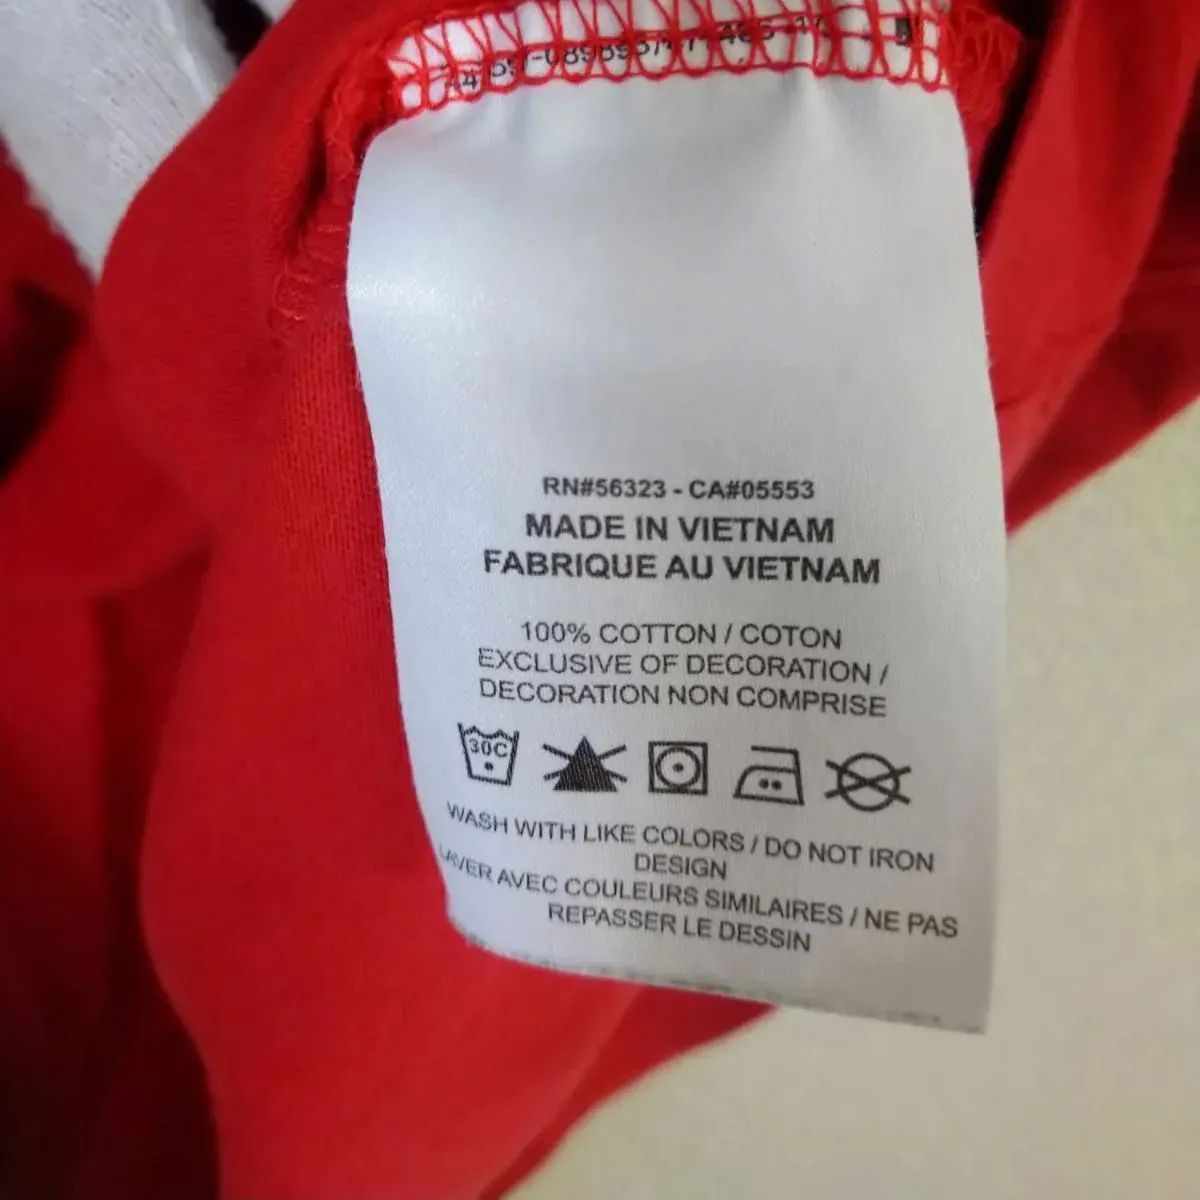 RN#56323 - CA#05553
MADE IN VIETNAM
FABRIQUE AU VIETNAM
100% COTTON / COTON
EXCLUSIVE OF DECORATION /
DECORATION NON COMPRISE
30C
WASH WITH LIKE COLORS / DO NOT IRON
DESIGN
LAVER AVEC COULEURS SIMILAIRES / NE PAS
REPASSER LE DESSIN